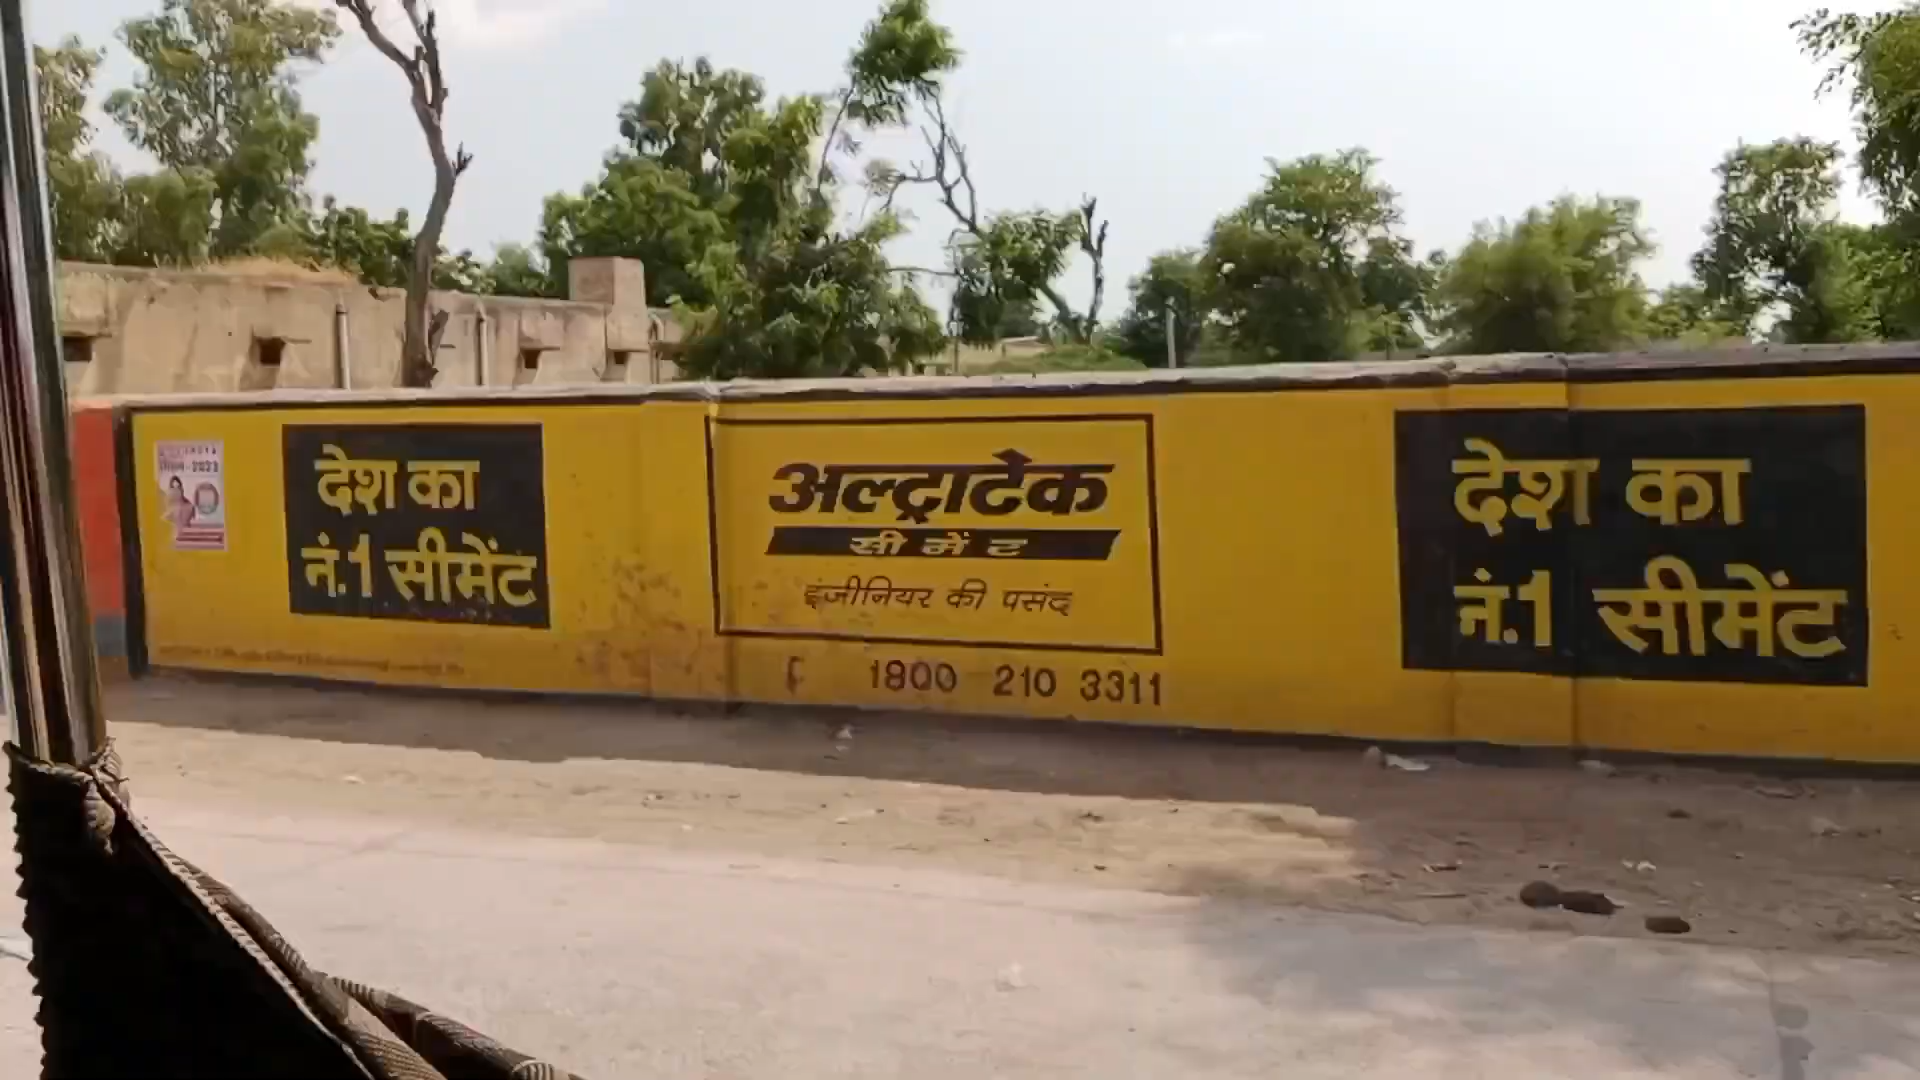 देश का
नं.1 सीमेंट
अल्ट्राटेक
सीमेंट
इंजीनियर की पसंद
1800 210 3311
देश का
नं.1 सीमेंट